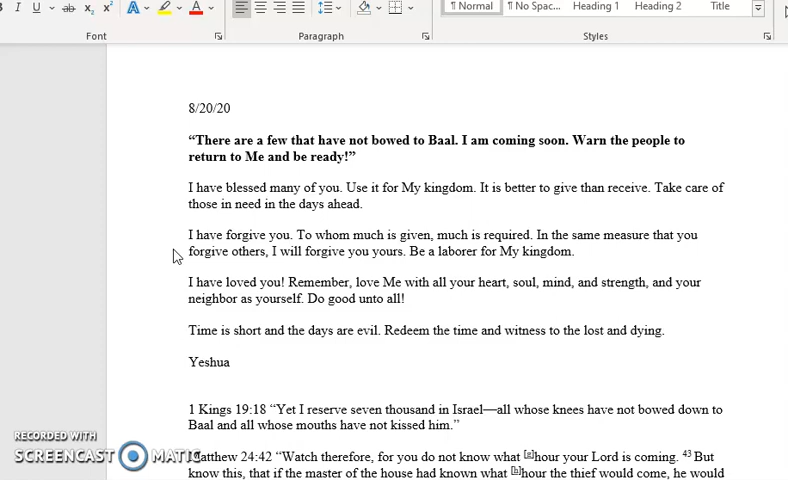 I U ab x₂ x² A A
Normal No Spac... Heading 1 Heading 2 Title
Font Paragraph Styles
8/20/20
“There are a few that have not bowed to Baal. I am coming soon. Warn the people to
return to Me and be ready!”
I have blessed many of you. Use it for My kingdom. It is better to give than receive. Take care of
those in need in the days ahead.
I have forgive you. To whom much is given, much is required. In the same measure that you
forgive others, I will forgive you yours. Be a laborer for My kingdom.
I have loved you! Remember, love Me with all your heart, soul, mind, and strength, and your
neighbor as yourself. Do good unto all!
Time is short and the days are evil. Redeem the time and witness to the lost and dying.
Yeshua
1 Kings 19:18 “Yet I reserve seven thousand in Israel—all whose knees have not bowed down to
Baal and all whose mouths have not kissed him.”
Matthew 24:42 “Watch therefore, for you do not know what [g]hour your Lord is coming. 43 But
know this, that if the master of the house had known what [h]hour the thief would come, he would
RECORDED WITH
SCREENCAST MATIC